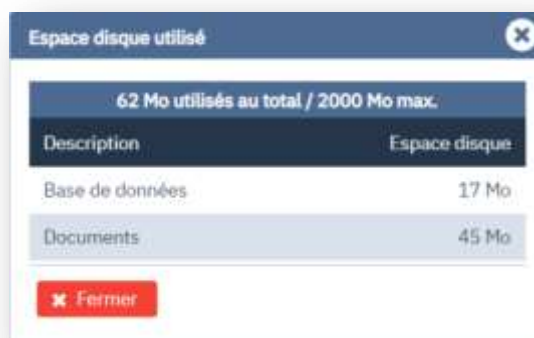 Espace disque utilisé
62 Mo utilisés au total / 2000 Mo max.
Description Espace disque
Base de données 17 Mo
Documents 45 Mo
Fermer